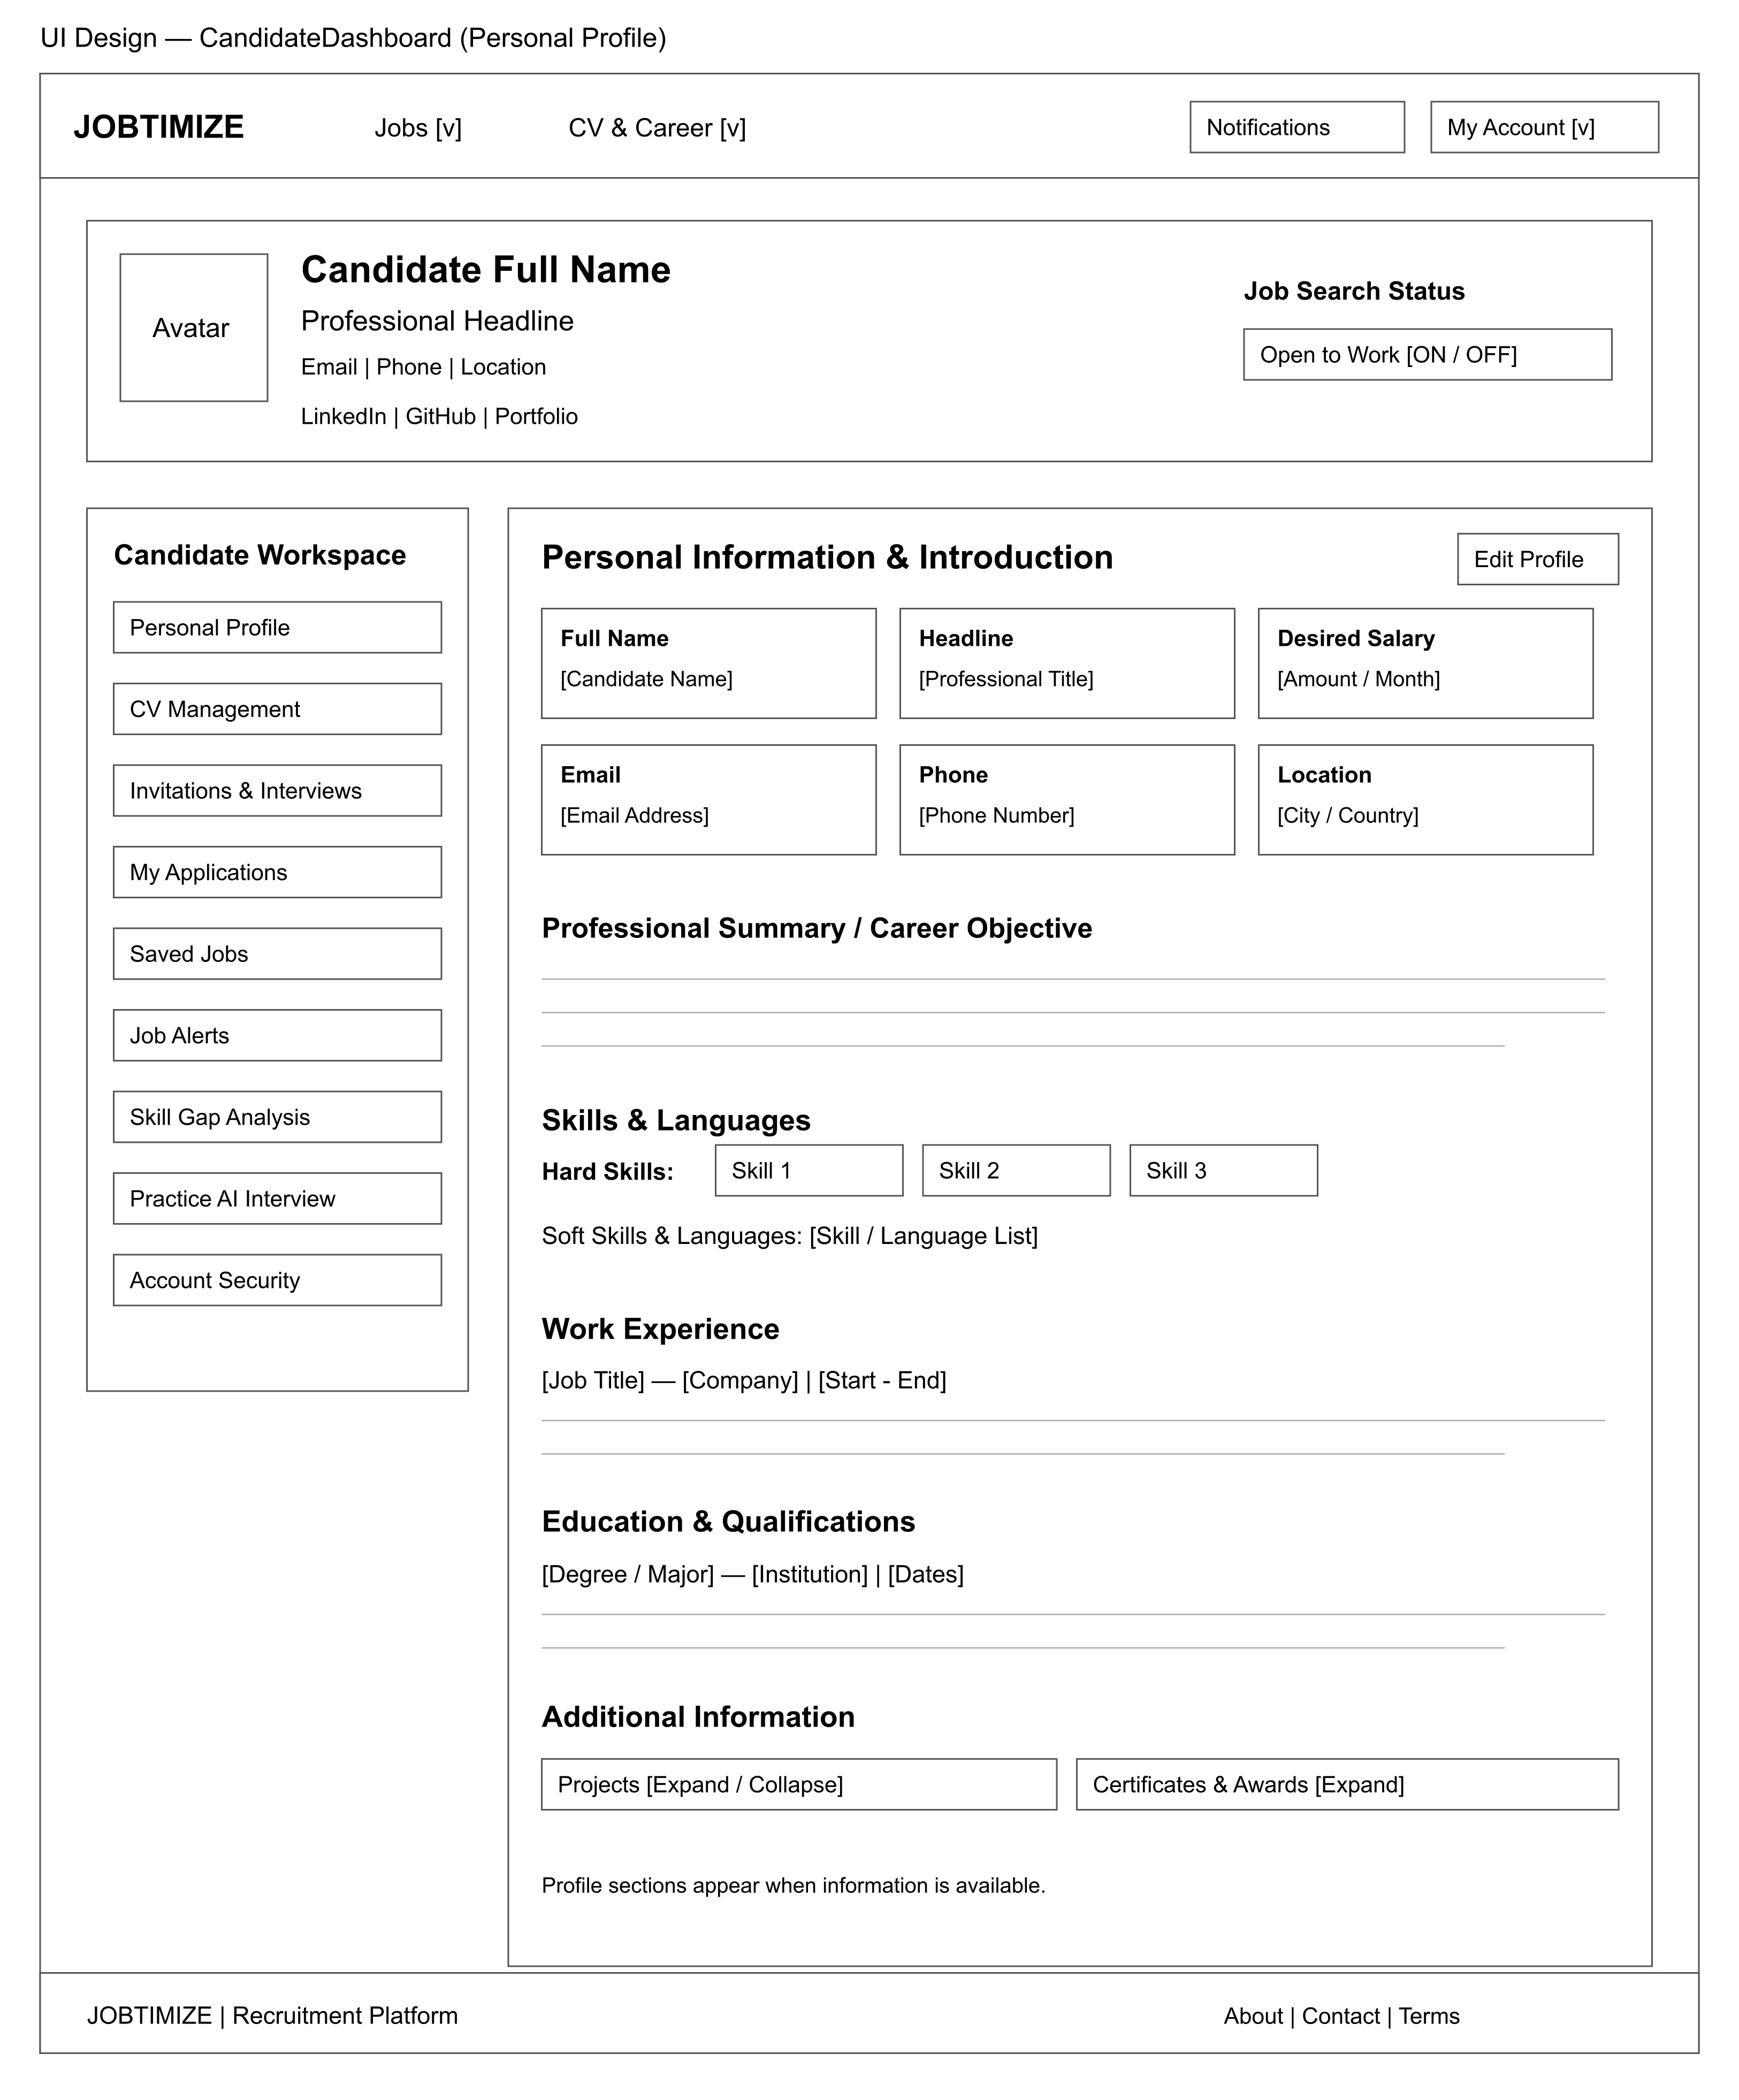 UI Design — CandidateDashboard (Personal Profile)
JOBTIMIZE
Jobs [v]
CV & Career [v]
Notifications
My Account [v]
Avatar
Candidate Full Name
Professional Headline
Email | Phone | Location
LinkedIn | GitHub | Portfolio
Job Search Status
Open to Work [ON / OFF]
Candidate Workspace
Personal Profile
CV Management
Invitations & Interviews
My Applications
Saved Jobs
Job Alerts
Skill Gap Analysis
Practice AI Interview
Account Security
Personal Information & Introduction
Edit Profile
Full Name
[Candidate Name]
Headline
[Professional Title]
Desired Salary
[Amount / Month]
Email
[Email Address]
Phone
[Phone Number]
Location
[City / Country]
Professional Summary / Career Objective
Skills & Languages
Hard Skills:
Skill 1
Skill 2
Skill 3
Soft Skills & Languages: [Skill / Language List]
Work Experience
[Job Title] — [Company] | [Start - End]
Education & Qualifications
[Degree / Major] — [Institution] | [Dates]
Additional Information
Projects [Expand / Collapse]
Certificates & Awards [Expand]
Profile sections appear when information is available.
JOBTIMIZE | Recruitment Platform
About | Contact | Terms